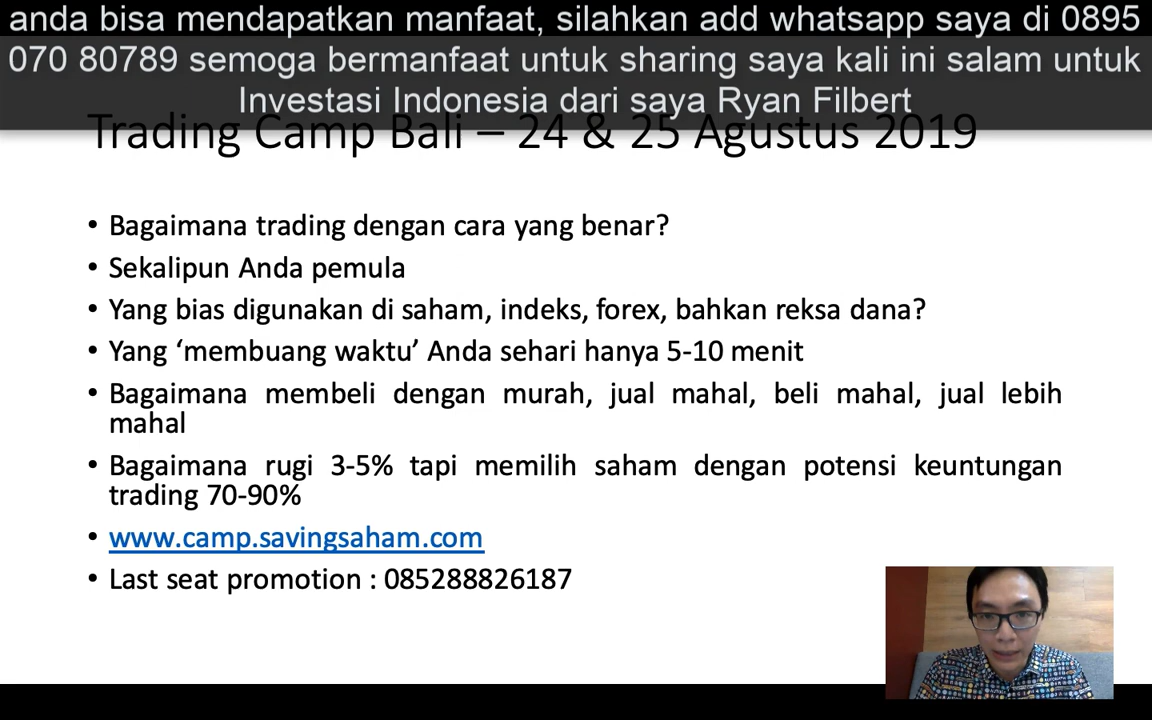 anda bisa mendapatkan manfaat, silahkan add whatsapp saya di 0895
070 80789 semoga bermanfaat untuk sharing saya kali ini salam untuk
Investasi Indonesia dari saya Ryan Filbert
Trading Camp Bali – 24 & 25 Agustus 2019
• Bagaimana trading dengan cara yang benar?
• Sekalipun Anda pemula
• Yang bias digunakan di saham, indeks, forex, bahkan reksa dana?
• Yang ‘membuang waktu’ Anda sehari hanya 5-10 menit
• Bagaimana membeli dengan murah, jual mahal, beli mahal, jual lebih
mahal
• Bagaimana rugi 3-5% tapi memilih saham dengan potensi keuntungan
trading 70-90%
• www.camp.savingsaham.com
• Last seat promotion : 085288826187